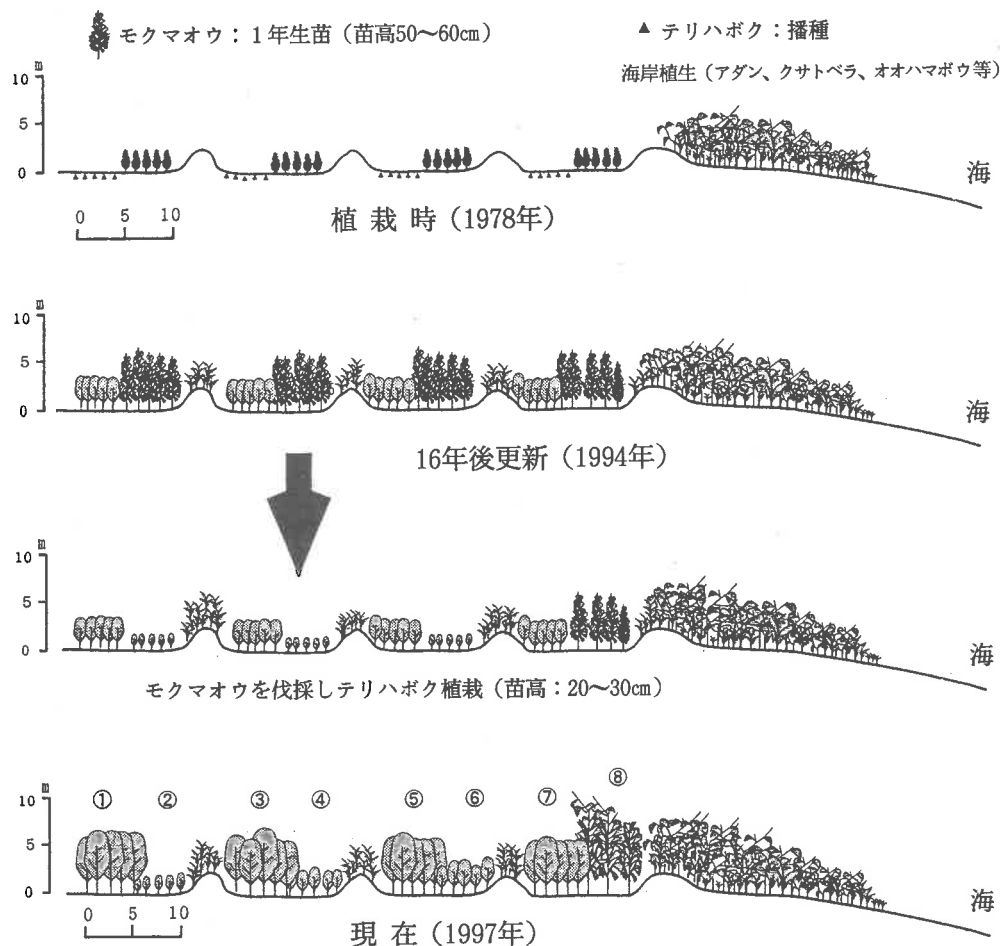 モクマオウ：１年生苗（苗高50～60㎝）
▲ テリハボク：播種
海岸植生（アダン、クサトベラ、オオハマボウ等）
m
10
5
0
海
0 5 10
植 栽 時（1978年）
m
10
5
0
海
16年後更新（1994年）
m
10
5
0
海
モクマオウを伐採しテリハボク植栽（苗高：20～30㎝）
m
10
5
0
① ② ③ ④ ⑤ ⑥ ⑦ ⑧
海
0 5 10
現 在（1997年）